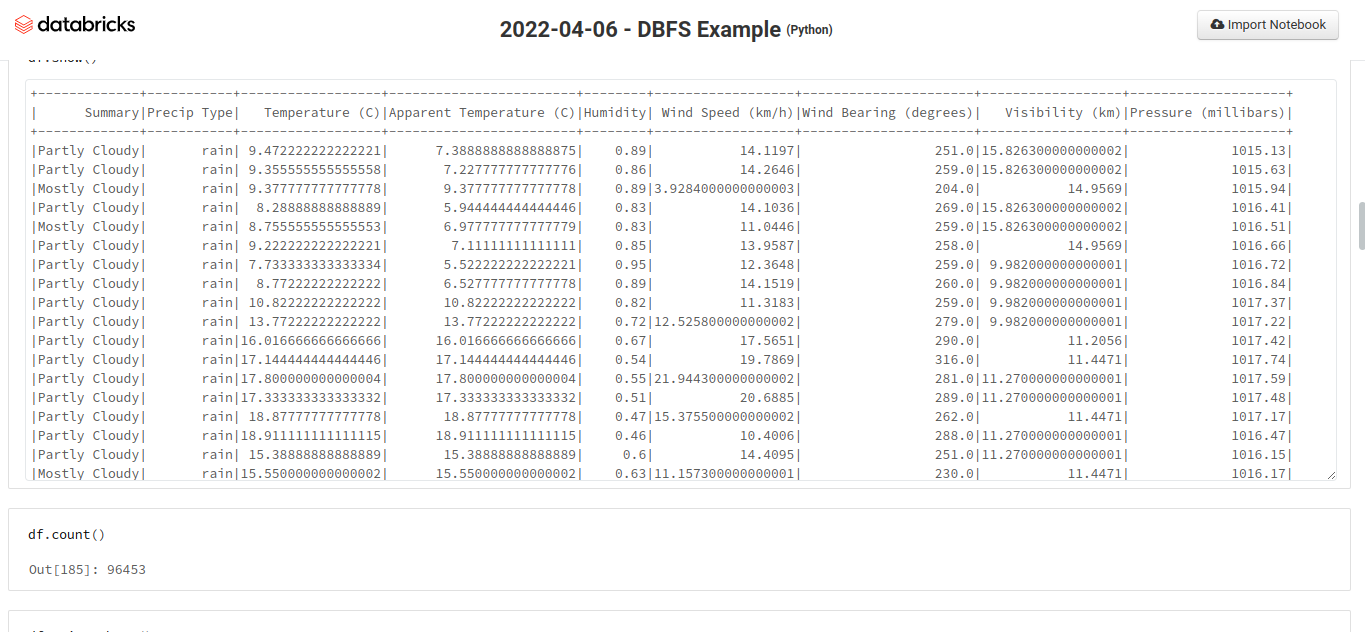 databricks
2022-04-06 - DBFS Example (Python)
Import Notebook
df.show()
+-------------+-----------+------------------+------------------------+--------+------------------+----------------------+------------------+--------------------+
|      Summary|Precip Type|   Temperature (C)|Apparent Temperature (C)|Humidity| Wind Speed (km/h)|Wind Bearing (degrees)|   Visibility (km)|Pressure (millibars)|
+-------------+-----------+------------------+------------------------+--------+------------------+----------------------+------------------+--------------------+
|Partly Cloudy|       rain| 9.472222222222221|      7.3888888888888875|    0.89|           14.1197|                 251.0|15.826300000000002|             1015.13|
|Partly Cloudy|       rain| 9.355555555555558|       7.227777777777776|    0.86|           14.2646|                 259.0|15.826300000000002|             1015.63|
|Mostly Cloudy|       rain| 9.377777777777778|       9.377777777777778|    0.89|3.9284000000000003|                 204.0|           14.9569|             1015.94|
|Partly Cloudy|       rain|  8.28888888888889|       5.944444444444446|    0.83|           14.1036|                 269.0|15.826300000000002|             1016.41|
|Mostly Cloudy|       rain| 8.755555555555553|       6.977777777777779|    0.83|           11.0446|                 259.0|15.826300000000002|             1016.51|
|Partly Cloudy|       rain| 9.222222222222221|        7.11111111111111|    0.85|           13.9587|                 258.0|           14.9569|             1016.66|
|Partly Cloudy|       rain| 7.733333333333334|       5.522222222222221|    0.95|           12.3648|                 259.0| 9.982000000000001|             1016.72|
|Partly Cloudy|       rain|  8.77222222222222|       6.527777777777778|    0.89|           14.1519|                 260.0| 9.982000000000001|             1016.84|
|Partly Cloudy|       rain| 10.82222222222222|       10.82222222222222|    0.82|           11.3183|                 259.0| 9.982000000000001|             1017.37|
|Partly Cloudy|       rain| 13.77222222222222|       13.77222222222222|    0.72|12.525800000000002|                 279.0| 9.982000000000001|             1017.22|
|Partly Cloudy|       rain|16.016666666666666|      16.016666666666666|    0.67|           17.5651|                 290.0|           11.2056|             1017.42|
|Partly Cloudy|       rain|17.144444444444446|      17.144444444444446|    0.54|           19.7869|                 316.0|           11.4471|             1017.74|
|Partly Cloudy|       rain|17.800000000000004|      17.800000000000004|    0.55|21.944300000000002|                 281.0|11.270000000000001|             1017.59|
|Partly Cloudy|       rain|17.333333333333332|      17.333333333333332|    0.51|           20.6885|                 289.0|11.270000000000001|             1017.48|
|Partly Cloudy|       rain| 18.87777777777778|       18.87777777777778|    0.47|15.375500000000002|                 262.0|           11.4471|             1017.17|
|Partly Cloudy|       rain|18.911111111111115|      18.911111111111115|    0.46|           10.4006|                 288.0|11.270000000000001|             1016.47|
|Partly Cloudy|       rain| 15.38888888888889|       15.38888888888889|     0.6|           14.4095|                 251.0|11.270000000000001|             1016.15|
|Mostly Cloudy|       rain|15.550000000000002|      15.550000000000002|    0.63|11.157300000000001|                 230.0|           11.4471|             1016.17|
df.count()
Out[185]: 96453